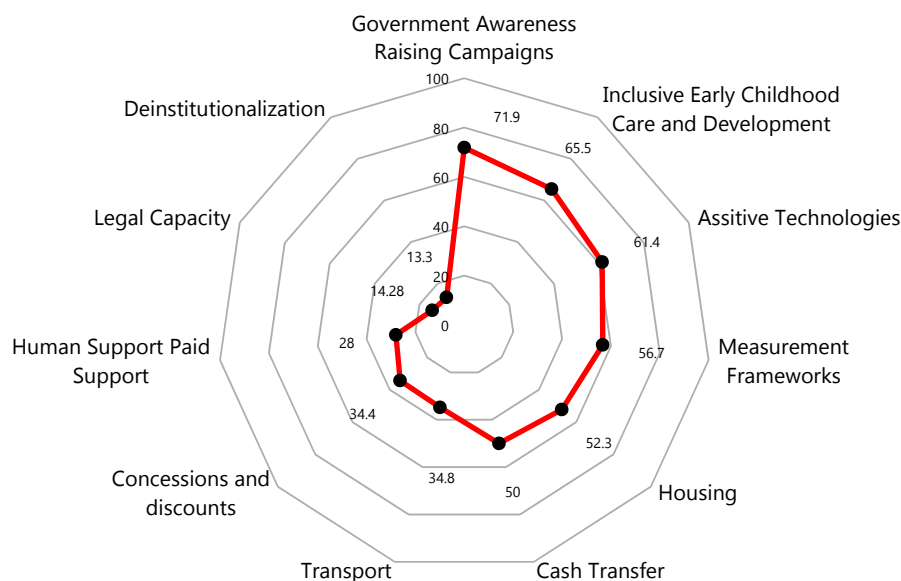 Government Awareness
Raising Campaigns
100
Deinstitutionalization
Inclusive Early Childhood
Care and Development
71.9
80
65.5
60
Legal Capacity
Assitive Technologies
40
61.4
13.3
20
14.28
0
Human Support Paid
Support
28
56.7
Measurement
Frameworks
34.4
52.3
Concessions and
discounts
34.8
50
Housing
Transport
Cash Transfer